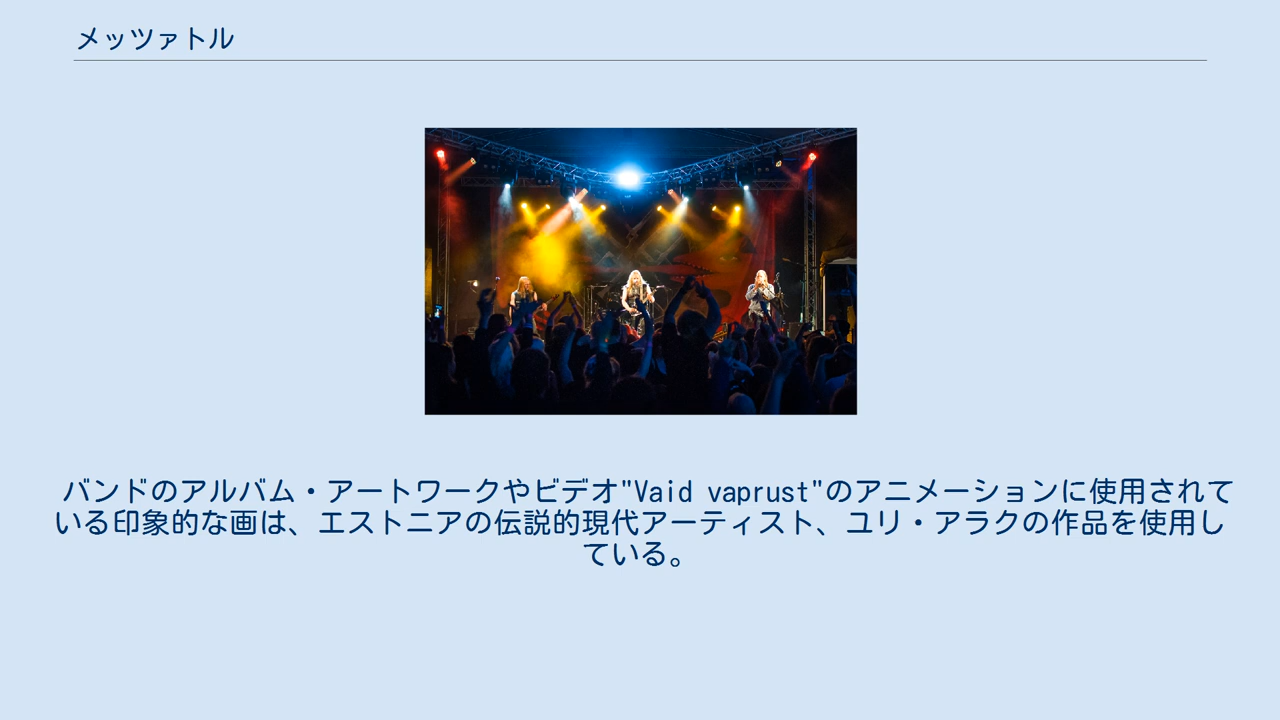 メッツァトル
バンドのアルバム・アートワークやビデオ"Vaid vaprust"のアニメーションに使用されて
いる印象的な画は、エストニアの伝説的現代アーティスト、ユリ・アラクの作品を使用し
ている。